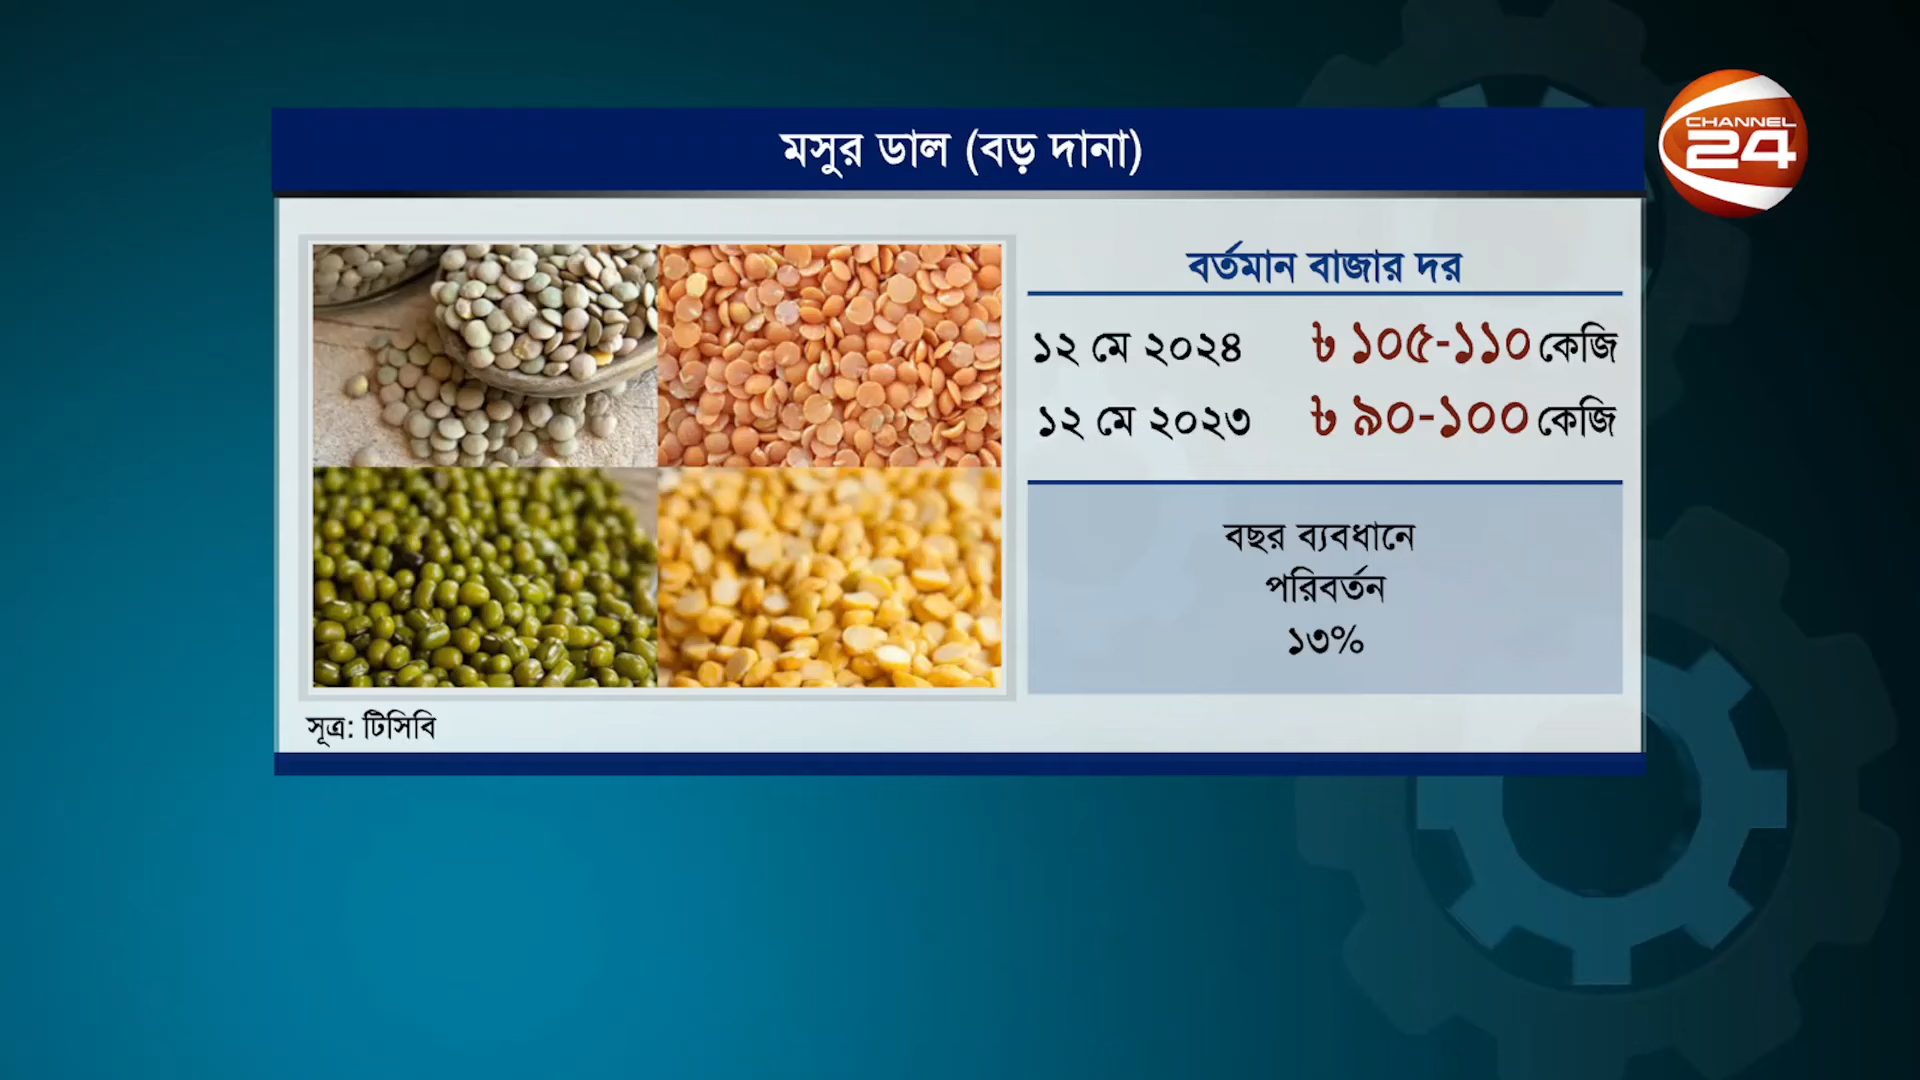 মসুর ডাল (বড় দানা)
CHANNEL
24
বর্তমান বাজার দর
১২ মে ২০২৪ ৳ ১০৫-১১০ কেজি
১২ মে ২০২৩ ৳ ৯০-১০০ কেজি
বছর ব্যবধানে
পরিবর্তন
১৩%
সূত্র: টিসিবি